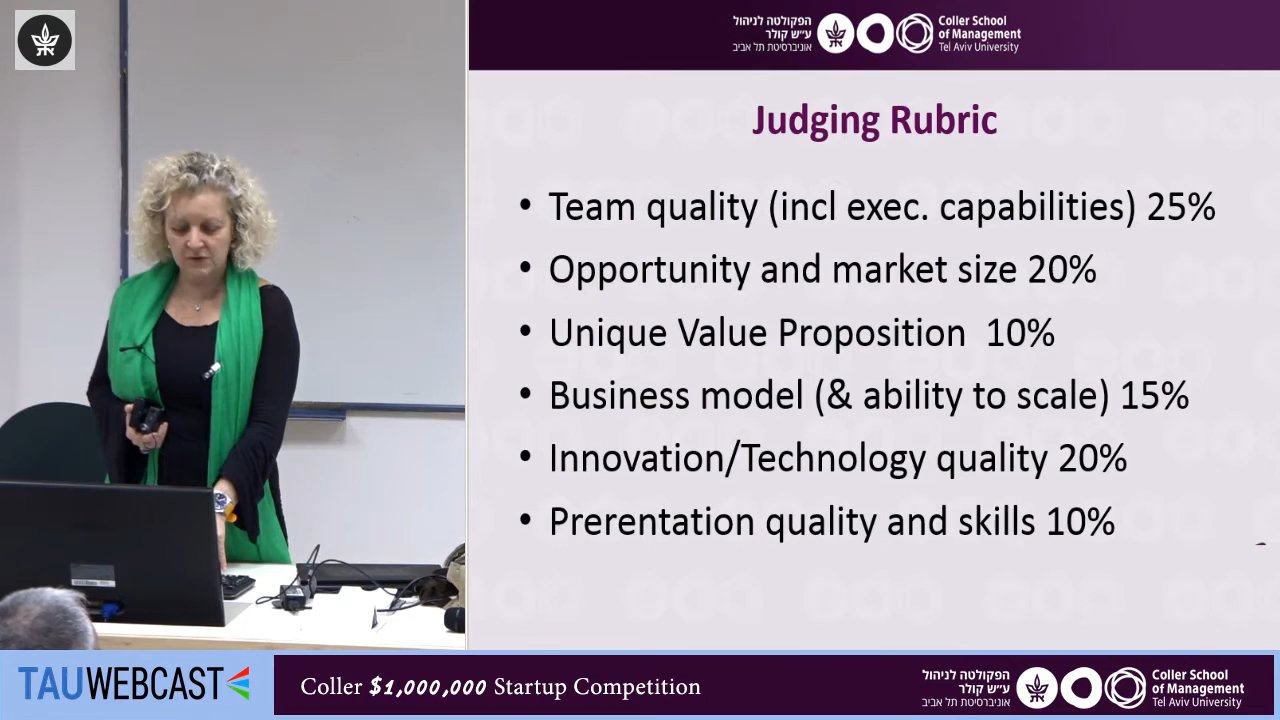 הפקולטה לניהול
ע״ש קולר
אוניברסיטת תל אביב
Coller School
of Management
Tel Aviv University
Judging Rubric
• Team quality (incl exec. capabilities) 25%
• Opportunity and market size 20%
• Unique Value Proposition 10%
• Business model (& ability to scale) 15%
• Innovation/Technology quality 20%
• Prerentation quality and skills 10%
TAUWEBCAST
Coller $1,000,000 Startup Competition
הפקולטה לניהול
ע״ש קולר
אוניברסיטת תל אביב
Coller School
of Management
Tel Aviv University